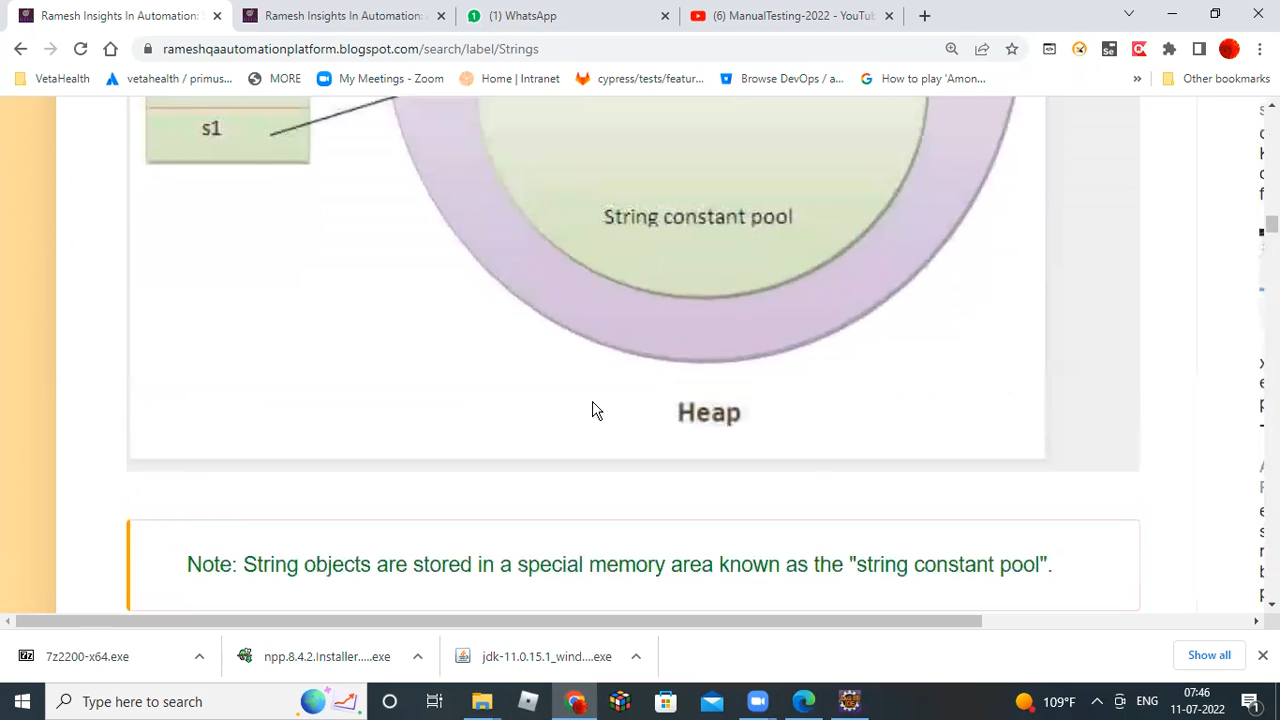 Ramesh Insights In Automation:
Ramesh Insights In Automation:
(1) WhatsApp
(6) ManualTesting-2022 - YouTub
rameshqaautomationplatform.blogspot.com/search/label/Strings
VetaHealth
vetahealth / primus...
MORE
My Meetings - Zoom
Home | Intranet
cypress/tests/featur...
Browse DevOps / a...
How to play 'Amon...
»
Other bookmarks
s1
String constant pool
Heap
Note: String objects are stored in a special memory area known as the "string constant pool".
7z2200-x64.exe
npp.8.4.2.Installer.....exe
jdk-11.0.15.1_wind....exe
Show all
Type here to search
109°F
ENG
07:46
11-07-2022